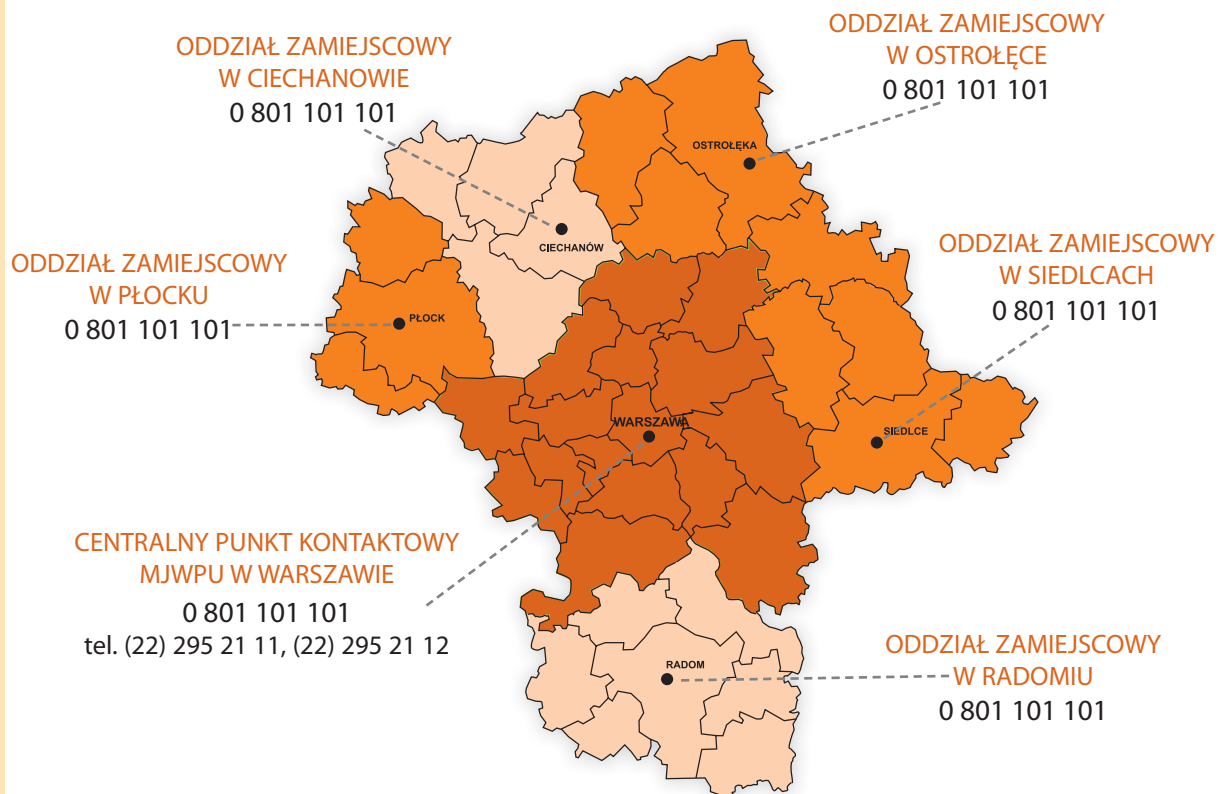 ODDZIAŁ ZAMIEJSCOWY
W CIECHANOWIE
0 801 101 101
ODDZIAŁ ZAMIEJSCOWY
W OSTROŁĘCE
0 801 101 101
OSTROŁĘKA
CIECHANÓW
ODDZIAŁ ZAMIEJSCOWY
W PŁOCKU
0 801 101 101
PŁOCK
ODDZIAŁ ZAMIEJSCOWY
W SIEDLCACH
0 801 101 101
WARSZAWA
SIEDLCE
CENTRALNY PUNKT KONTAKTOWY
MJWPU W WARSZAWIE
0 801 101 101
tel. (22) 295 21 11, (22) 295 21 12
RADOM
ODDZIAŁ ZAMIEJSCOWY
W RADOMIU
0 801 101 101